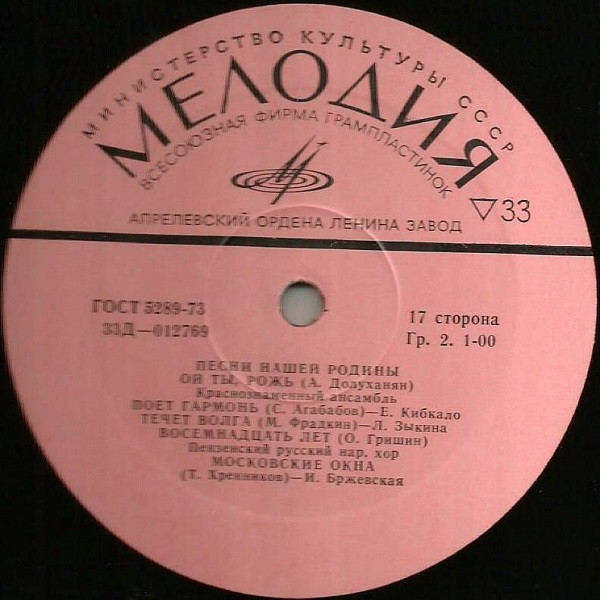 МИНИСТЕРСТВО КУЛЬТУРЫ СССР
МЕЛОДИЯ
ВСЕСОЮЗНАЯ ФИРМА ГРАМПЛАСТИНОК
▽33
АПРЕЛЕВСКИЙ ОРДЕНА ЛЕНИНА ЗАВОД
ГОСТ 5289-73
33Д—012769
17 сторона
Гр. 2. 1-00
ПЕСНИ НАШЕЙ РОДИНЫ
ОЙ ТЫ, РОЖЬ (А. Долуханян)
Краснознаменный ансамбль
ПОЕТ ГАРМОНЬ (С. Агабабов)—Е. Кибкало
ТЕЧЕТ ВОЛГА (М. Фрадкин)—Л. Зыкина
ВОСЕМНАДЦАТЬ ЛЕТ (О. Гришин)
Пензенский русский нар. хор
МОСКОВСКИЕ ОКНА
(Т. Хренников)—И. Бржевская